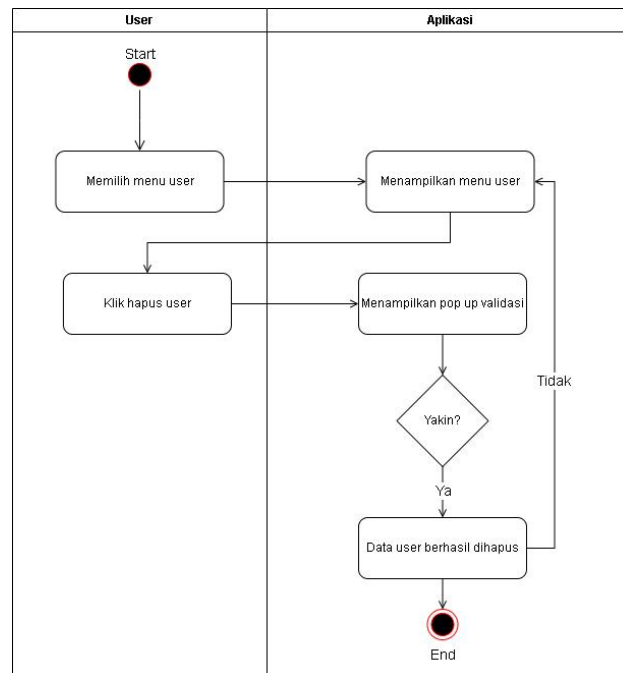 User
Aplikasi
Start
Memilih menu user
Menampilkan menu user
Klik hapus user
Menampilkan pop up validasi
Tidak
Yakin?
Ya
Data user berhasil dihapus
End